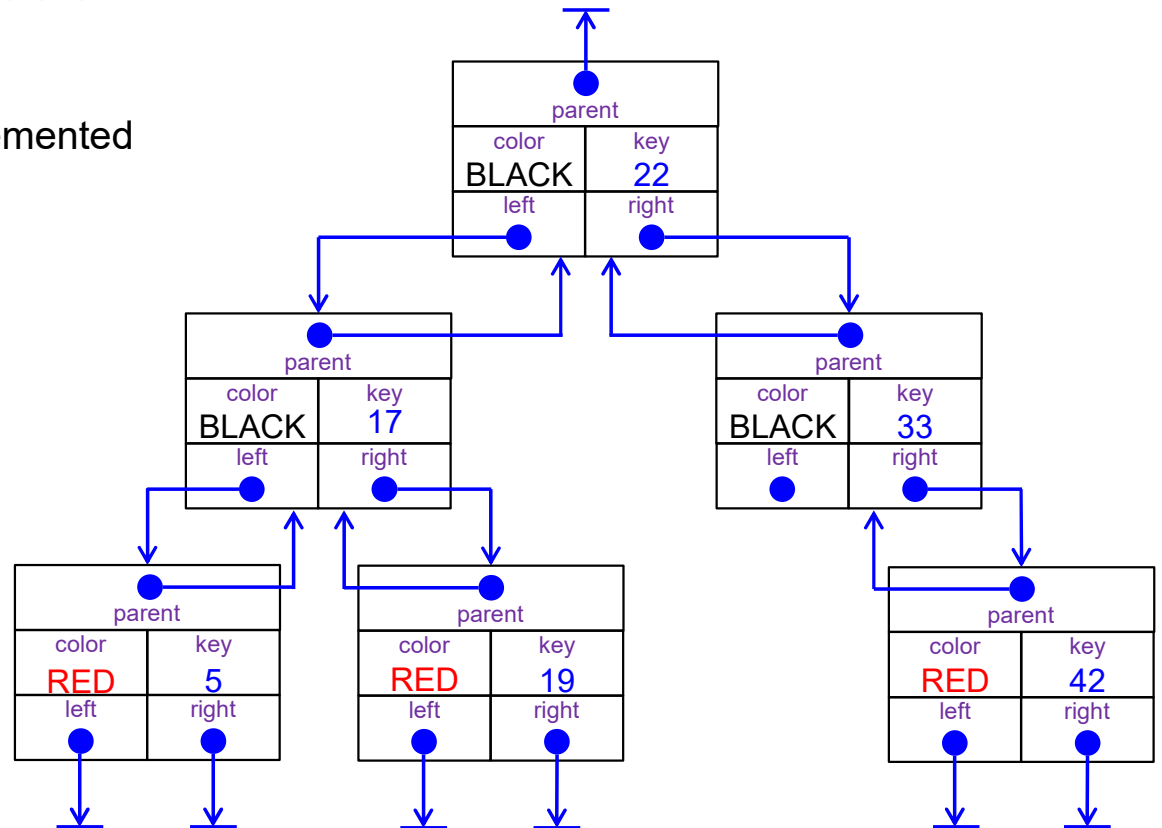 parent
emented
color key
BLACK 22
left right
parent
parent
color key
color key
BLACK 17
BLACK 33
left right
left right
parent
parent
parent
color key
color key
color key
RED 5
RED 19
RED 42
left right
left right
left right